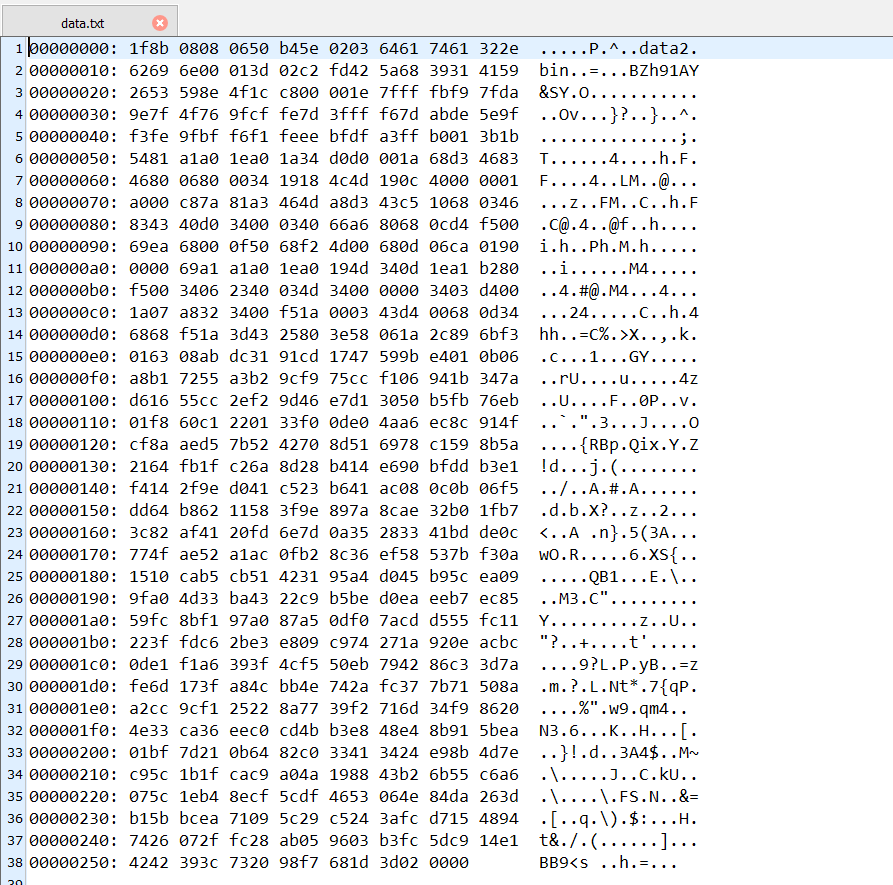 data.txt
1 00000000: 1f8b 0808 0650 b45e 0203 6461 7461 322e .....P.^..data2.
2 00000010: 6269 6e00 013d 02c2 fd42 5a68 3931 4159 bin..=...BZh91AY
3 00000020: 2653 598e 4f1c c800 001e 7fff fbf9 7fda &SY.O...........
4 00000030: 9e7f 4f76 9fcf fe7d 3fff f67d abde 5e9f ..Ov...}?..}..^.
5 00000040: f3fe 9fbf f6f1 feee bfdf a3ff b001 3b1b ..............;.
6 00000050: 5481 a1a0 1ea0 1a34 d0d0 001a 68d3 4683 T......4....h.F.
7 00000060: 4680 0680 0034 1918 4c4d 190c 4000 0001 F....4..LM..@...
8 00000070: a000 c87a 81a3 464d a8d3 43c5 1068 0346 ...z..FM..C..h.F
9 00000080: 8343 40d0 3400 0340 66a6 8068 0cd4 f500 .C@.4..@f..h....
10 00000090: 69ea 6800 0f50 68f2 4d00 680d 06ca 0190 i.h..Ph.M.h.....
11 000000a0: 0000 69a1 a1a0 1ea0 194d 340d 1ea1 b280 ..i......M4.....
12 000000b0: f500 3406 2340 034d 3400 0000 3403 d400 ..4.#@.M4...4...
13 000000c0: 1a07 a832 3400 f51a 0003 43d4 0068 0d34 ...24.....C..h.4
14 000000d0: 6868 f51a 3d43 2580 3e58 061a 2c89 6bf3 hh..=C%.>X..,.k.
15 000000e0: 0163 08ab dc31 91cd 1747 599b e401 0b06 .c...1...GY.....
16 000000f0: a8b1 7255 a3b2 9cf9 75cc f106 941b 347a ..rU....u.....4z
17 00000100: d616 55cc 2ef2 9d46 e7d1 3050 b5fb 76eb ..U....F..0P..v.
18 00000110: 01f8 60c1 2201 33f0 0de0 4aa6 ec8c 914f ..`.".3...J....O
19 00000120: cf8a aed5 7b52 4270 8d51 6978 c159 8b5a ....{RBp.Qix.Y.Z
20 00000130: 2164 fb1f c26a 8d28 b414 e690 bfdd b3e1 !d...j.(........
21 00000140: f414 2f9e d041 c523 b641 ac08 0c0b 06f5 ../..A.#.A......
22 00000150: dd64 b862 1158 3f9e 897a 8cae 32b0 1fb7 .d.b.X?..z..2...
23 00000160: 3c82 af41 20fd 6e7d 0a35 2833 41bd de0c <..A .n}.5(3A...
24 00000170: 774f ae52 a1ac 0fb2 8c36 ef58 537b f30a wO.R.....6.XS{..
25 00000180: 1510 cab5 cb51 4231 95a4 d045 b95c ea09 .....QB1...E.\..
26 00000190: 9fa0 4d33 ba43 22c9 b5be d0ea eeb7 ec85 ..M3.C".........
27 000001a0: 59fc 8bf1 97a0 87a5 0df0 7acd d555 fc11 Y.........z..U..
28 000001b0: 223f fdc6 2be3 e809 c974 271a 920e acbc "?..+....t'.....
29 000001c0: 0de1 f1a6 393f 4cf5 50eb 7942 86c3 3d7a ....9?L.P.yB..=z
30 000001d0: fe6d 173f a84c bb4e 742a fc37 7b71 508a .m.?.L.Nt*.7{qP.
31 000001e0: a2cc 9cf1 2522 8a77 39f2 716d 34f9 8620 ....%".w9.qm4..
32 000001f0: 4e33 ca36 eec0 cd4b b3e8 48e4 8b91 5bea N3.6...K..H...[.
33 00000200: 01bf 7d21 0b64 82c0 3341 3424 e98b 4d7e ..}!.d..3A4$..M~
34 00000210: c95c 1b1f cac9 a04a 1988 43b2 6b55 c6a6 .\.....J..C.kU..
35 00000220: 075c 1eb4 8ecf 5cdf 4653 064e 84da 263d .\....\.FS.N..&=
36 00000230: b15b bcea 7109 5c29 c524 3afc d715 4894 .[..q.\).$:...H.
37 00000240: 7426 072f fc28 ab05 9603 b3fc 5dc9 14e1 t&./.(......]...
38 00000250: 4242 393c 7320 98f7 681d 3d02 0000 BB9<s ..h.=...
39